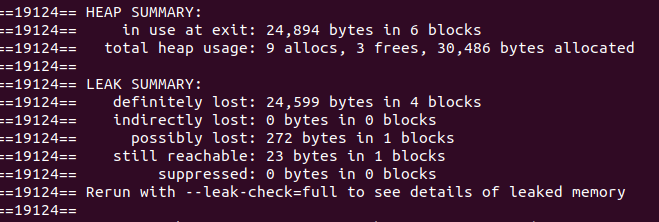 ==19124== HEAP SUMMARY:
==19124==     in use at exit: 24,894 bytes in 6 blocks
==19124==   total heap usage: 9 allocs, 3 frees, 30,486 bytes allocated
==19124==
==19124== LEAK SUMMARY:
==19124==    definitely lost: 24,599 bytes in 4 blocks
==19124==    indirectly lost: 0 bytes in 0 blocks
==19124==      possibly lost: 272 bytes in 1 blocks
==19124==    still reachable: 23 bytes in 1 blocks
==19124==         suppressed: 0 bytes in 0 blocks
==19124== Rerun with --leak-check=full to see details of leaked memory
==19124==